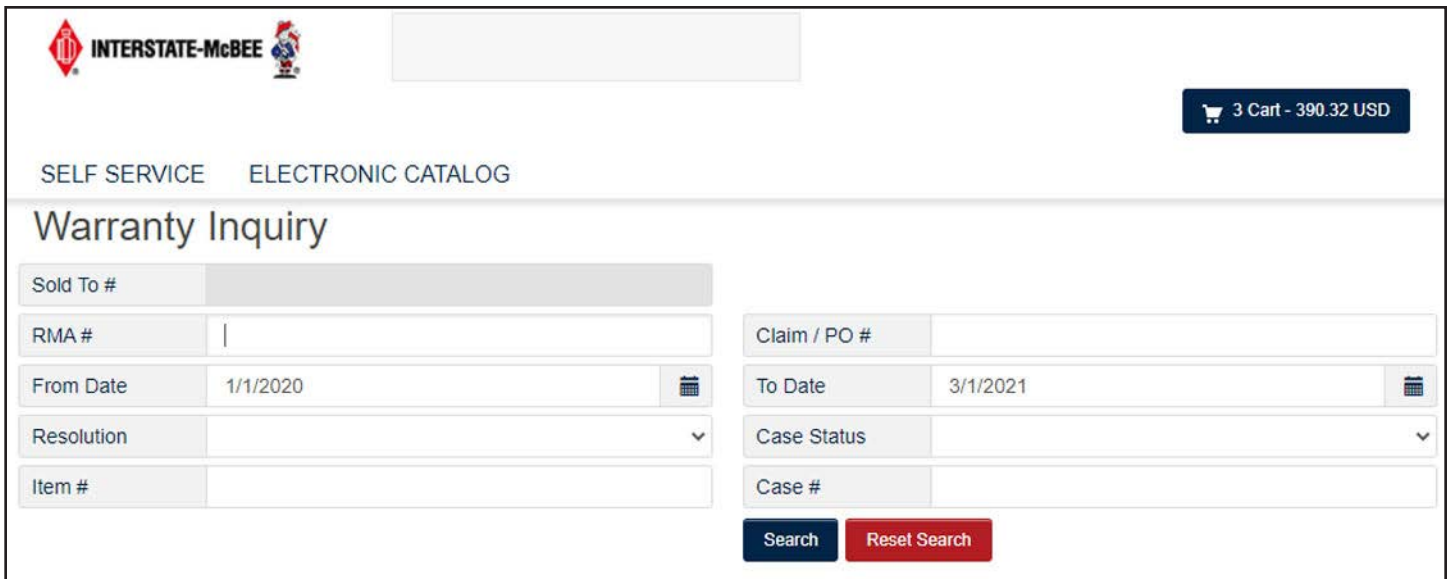 INTERSTATE-McBEE
3 Cart - 390.32 USD
SELF SERVICE ELECTRONIC CATALOG
Warranty Inquiry
Sold To #
RMA # Claim / PO #
From Date 1/1/2020 To Date 3/1/2021
Resolution Case Status
Item # Case #
Search Reset Search